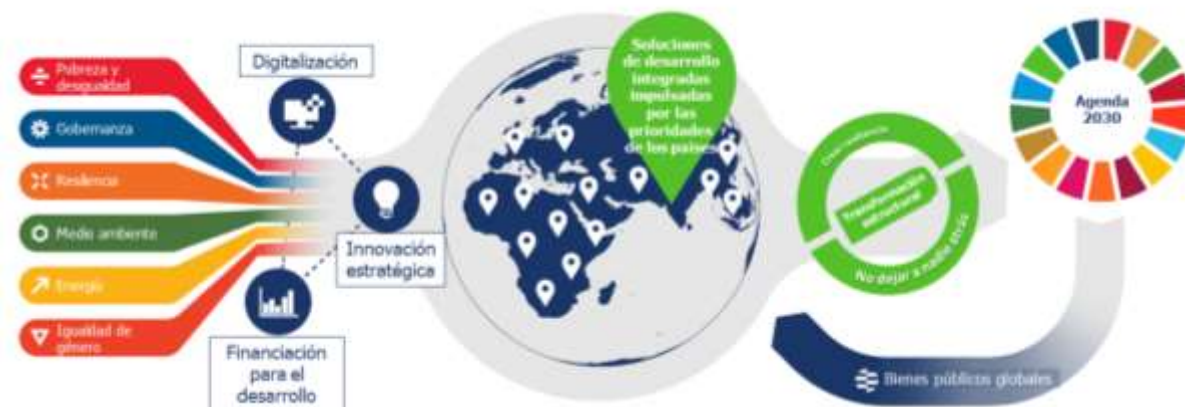 Pobreza y
desigualdad
Gobernanza
Resiliencia
Medio ambiente
Energía
Igualdad de
género
Digitalización
Innovación
estratégica
Financiación
para el
desarrollo
Soluciones
de desarrollo
integradas
impulsadas
por las
prioridades
de los países
Transformación
estructural
No dejar a nadie atrás
Agenda
2030
Bienes públicos globales